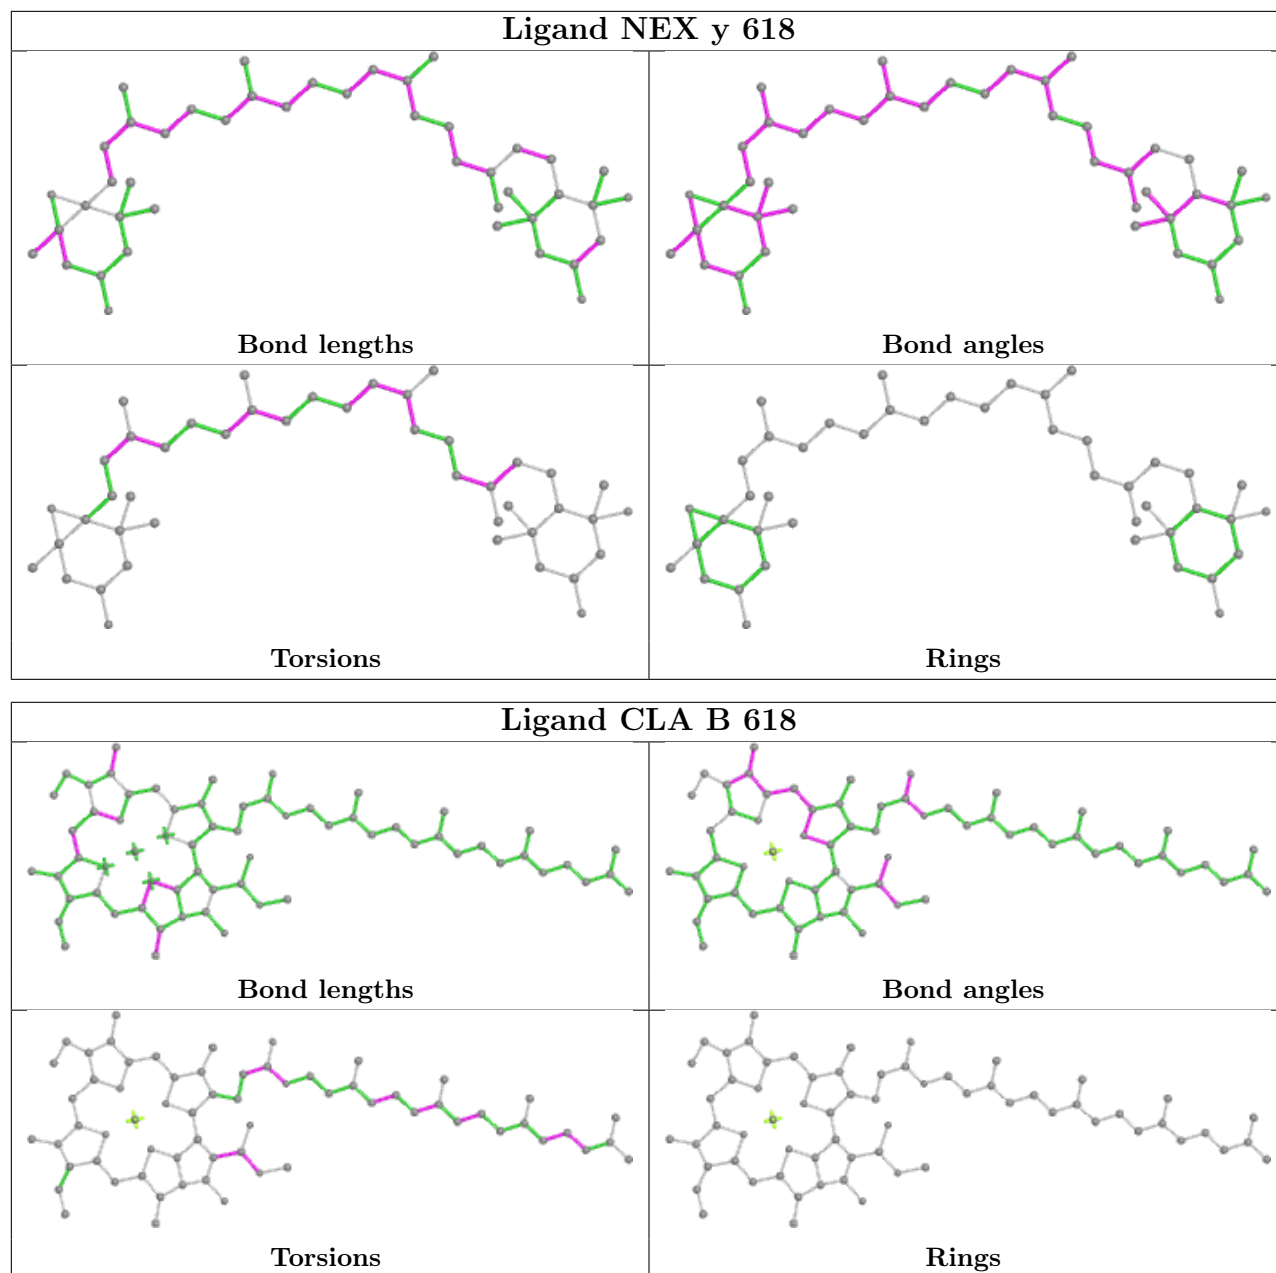 Ligand NEX y 618
Bond lengths
Bond angles
Torsions
Rings
Ligand CLA B 618
Bond lengths
Bond angles
Torsions
Rings